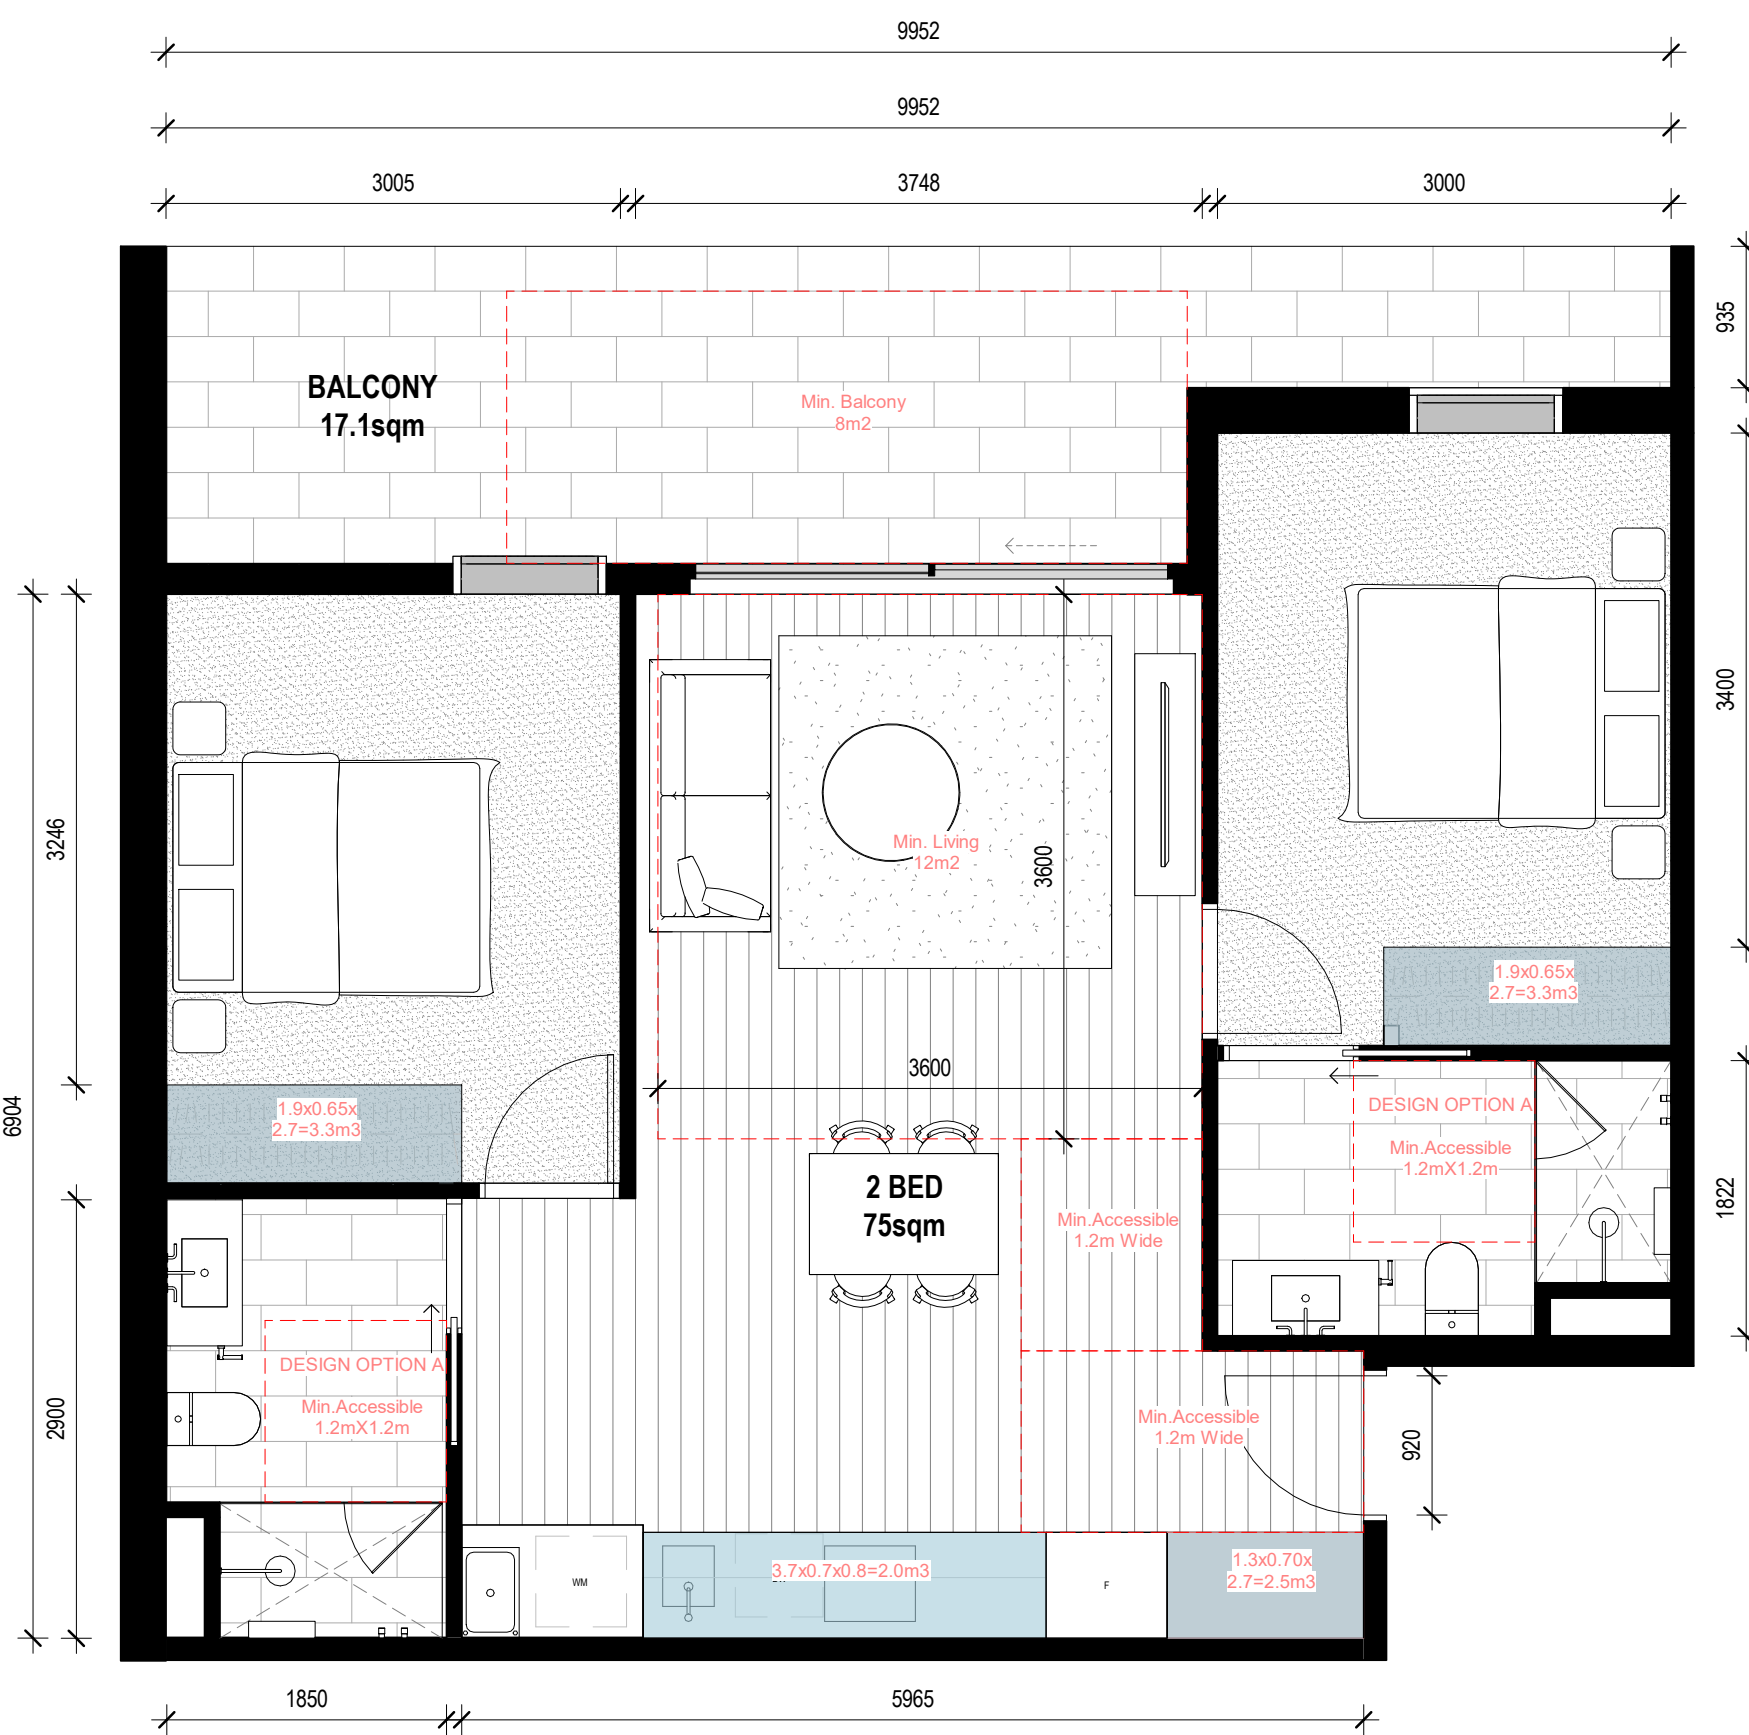 9952
9952
3005
3748
3000
935
BALCONY
17.1sqm
Min. Balcony
8m2
3400
3246
Min. Living
12m2
3600
1.9x0.65x
2.7=3.3m3
3600
1.9x0.65x
2.7=3.3m3
6904
DESIGN OPTION A
Min.Accessible
1.2mX1.2m
2 BED
75sqm
Min.Accessible
1.2m Wide
1822
DESIGN OPTION A
Min.Accessible
1.2mX1.2m
2900
Min.Accessible
1.2m Wide
920
WM
3.7x0.7x0.8=2.0m3
F
1.3x0.70x
2.7=2.5m3
1850
5965